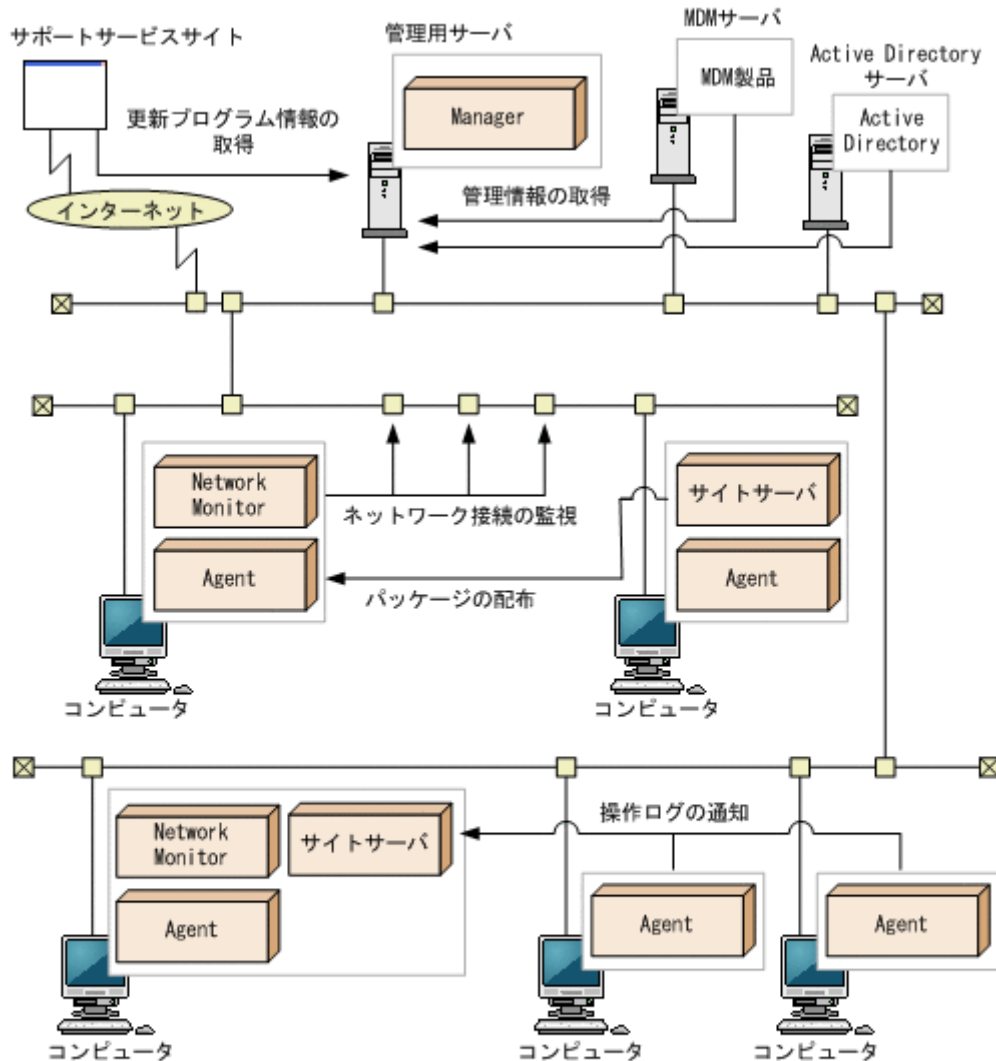 サポートサービスサイト
管理用サーバ
MDMサーバ
Active Directory
サーバ
Manager
MDM製品
Active
Directory
更新プログラム情報の
取得
管理情報の取得
インターネット
Network
Monitor
Agent
ネットワーク接続の監視
パッケージの配布
サイトサーバ
Agent
コンピュータ
コンピュータ
Network
Monitor
サイトサーバ
Agent
操作ログの通知
Agent
Agent
コンピュータ
コンピュータ
コンピュータ